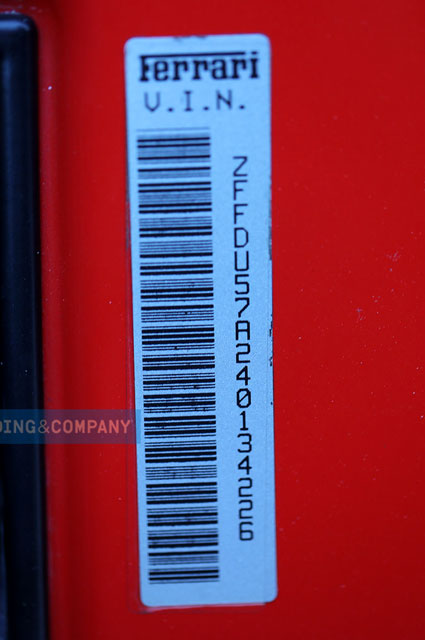 Ferrari
V.I.N.
ZFFDU57A240134226
DING&COMPANY